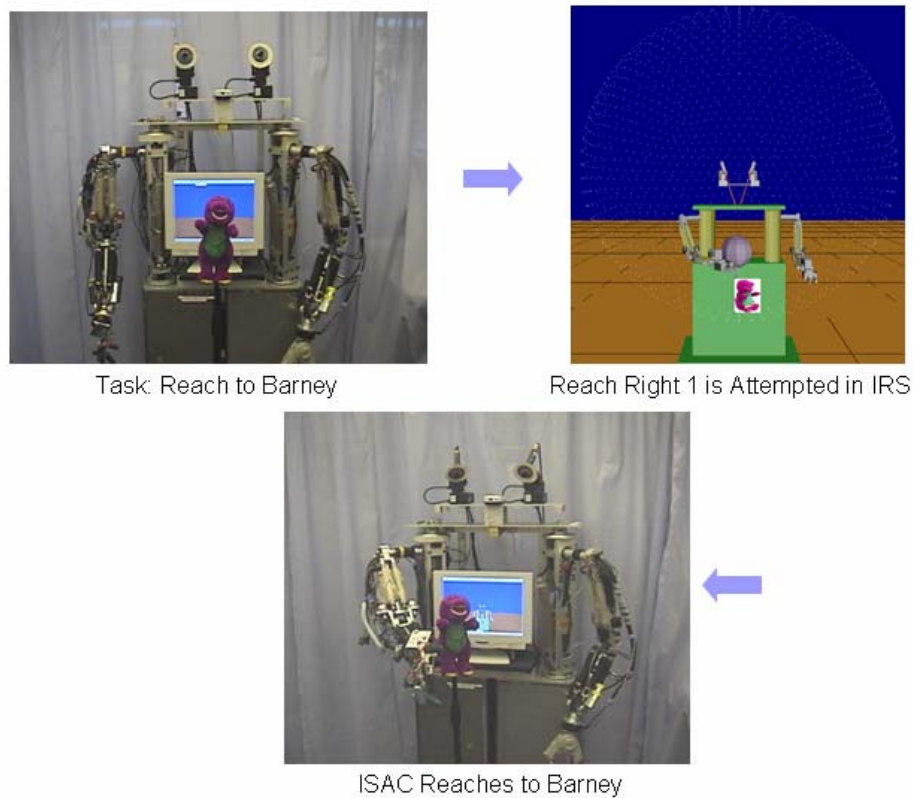 Task: Reach to Barney
Reach Right 1 is Attempted in IRS
ISAC Reaches to Barney